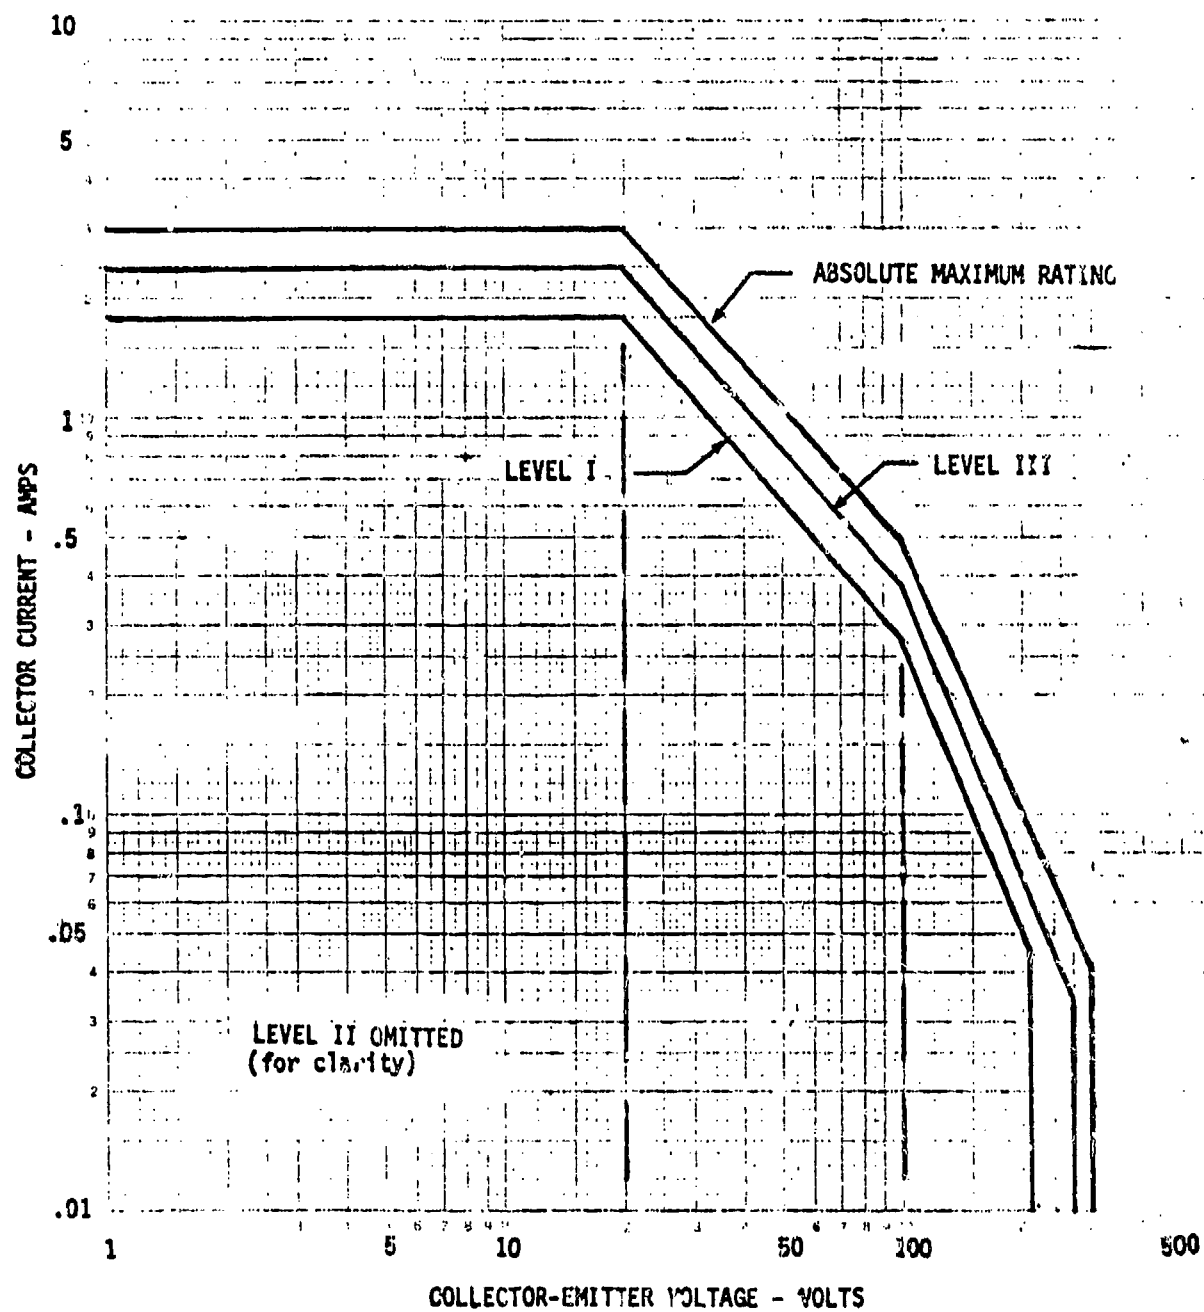 10
5
ABSOLUTE MAXIMUM RATING
1
LEVEL I
LEVEL III
.5
COLLECTOR CURRENT - AMPS
.1
.05
LEVEL II OMITTED
(for clarity)
.01
1
5
10
50
100
500
COLLECTOR-EMITTER VOLTAGE - VOLTS